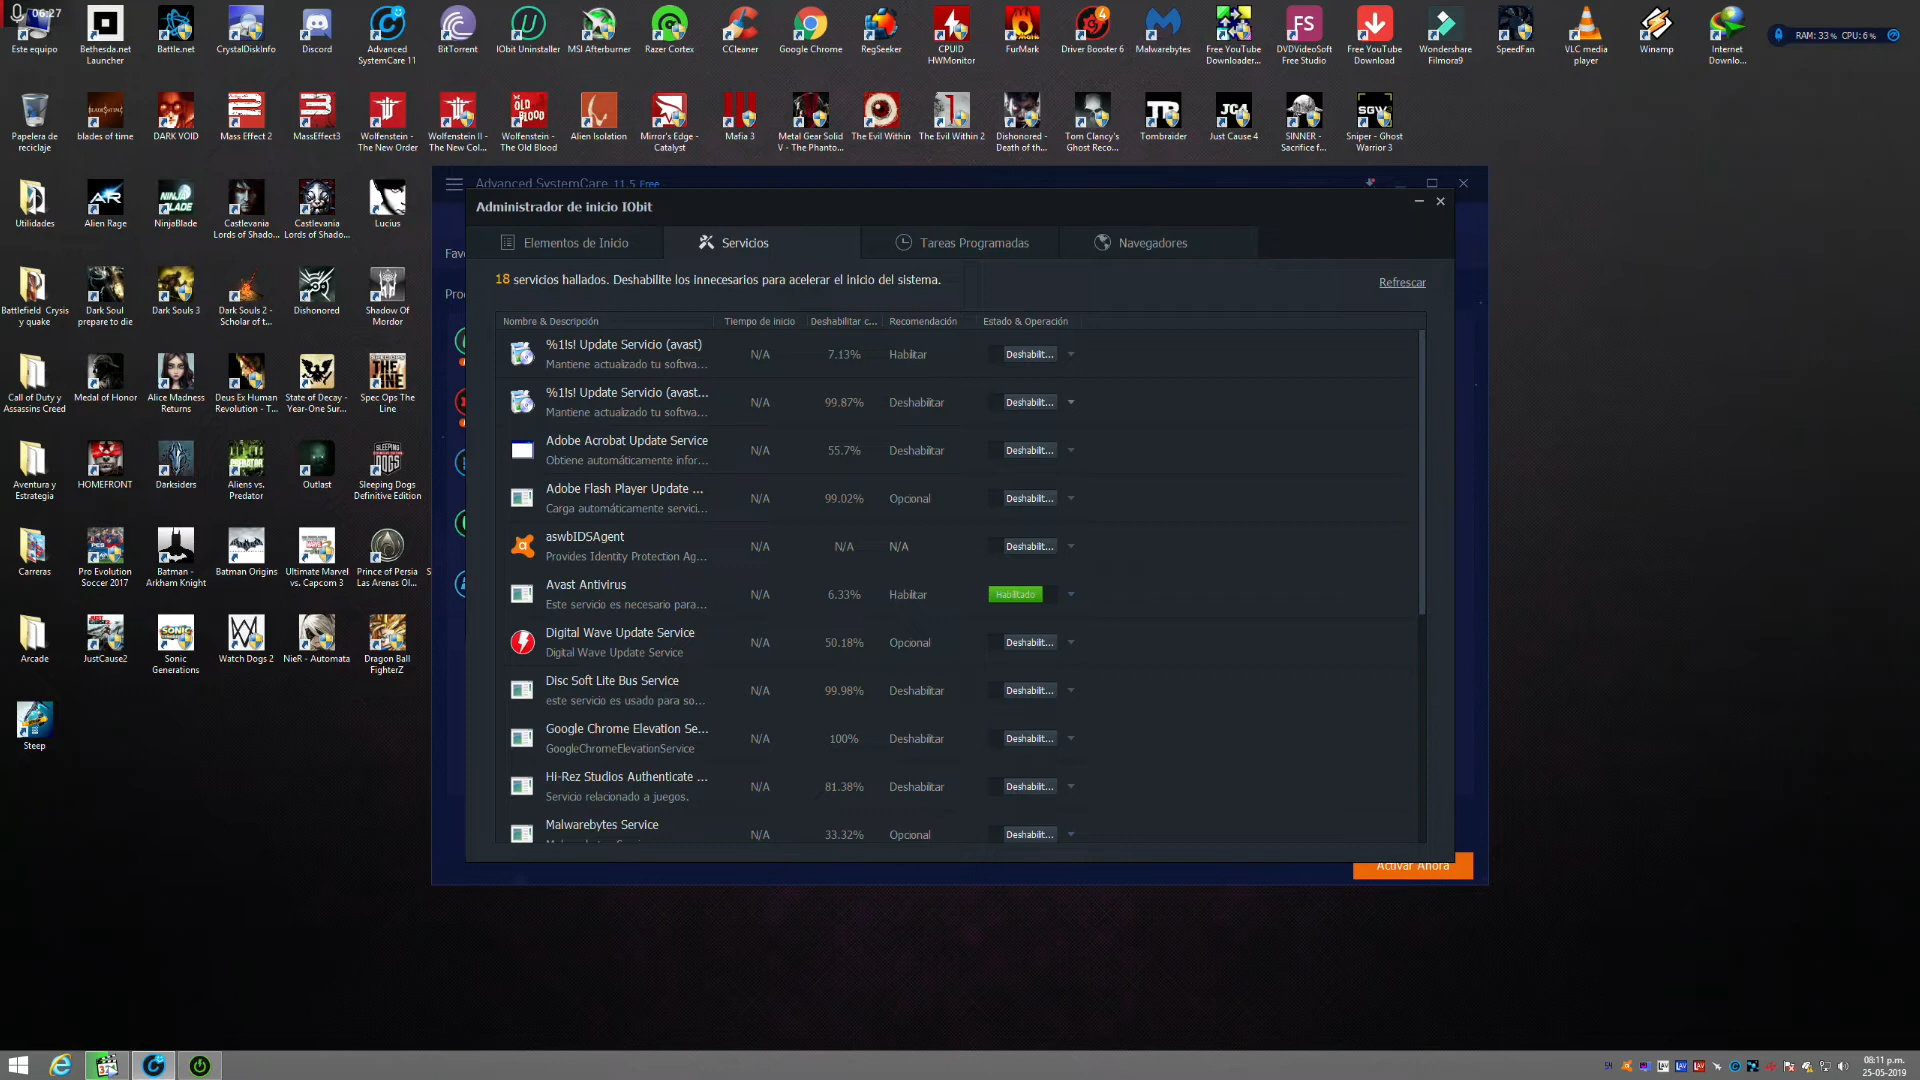 06:27
Este equipo
Bethesda.net Launcher
Battle.net
CrystalDiskInfo
Discord
Advanced SystemCare 11
BitTorrent
IObit Uninstaller
MSI Afterburner
Razer Cortex
CCleaner
Google Chrome
RegSeeker
CPUID HWMonitor
FurMark
Driver Booster 6
Malwarebytes
Free YouTube Downloader...
DVDVideoSoft Free Studio
Free YouTube Download
Wondershare Filmora9
SpeedFan
VLC media player
Winamp
Internet Downlo...
RAM: 33% CPU: 6%
Papelera de reciclaje
blades of time
DARK VOID
Mass Effect 2
MassEffect3
Wolfenstein - The New Order
Wolfenstein II - The New Col...
Wolfenstein - The Old Blood
Alien Isolation
Mirror's Edge - Catalyst
Mafia 3
Metal Gear Solid V - The Phanto...
The Evil Within
The Evil Within 2
Dishonored - Death of th...
Tom Clancy's Ghost Reco...
Tombraider
Just Cause 4
SINNER - Sacrifice f...
Sniper - Ghost Warrior 3
Utilidades
Alien Rage
NinjaBlade
Castlevania Lords of Shado...
Castlevania Lords of Shado...
Lucius
Battlefield Crysis y quake
Dark Soul prepare to die
Dark Souls 3
Dark Souls 2 - Scholar of t...
Dishonored
Shadow Of Mordor
Call of Duty y Assassins Creed
Medal of Honor
Alice Madness Returns
Deus Ex Human Revolution - T...
State of Decay - Year-One Sur...
Spec Ops The Line
Aventura y Estrategia
HOMEFRONT
Darksiders
Aliens vs. Predator
Outlast
Sleeping Dogs Definitive Edition
Carreras
Pro Evolution Soccer 2017
Batman - Arkham Knight
Batman Origins
Ultimate Marvel vs. Capcom 3
Prince of Persia Las Arenas Ol...
Arcade
JustCause2
Sonic Generations
Watch Dogs 2
NieR - Automata
Dragon Ball FighterZ
Steep
Advanced SystemCare 11.5 Free
Administrador de inicio IObit
Elementos de Inicio
Servicios
Tareas Programadas
Navegadores
18 servicios hallados. Deshabilite los innecesarios para acelerar el inicio del sistema.
Refrescar
Nombre & Descripción Tiempo de inicio Deshabilitar c... Recomendación Estado & Operación
%1!s! Update Servicio (avast)
Mantiene actualizado tu softwa...
N/A 7.13% Habilitar Deshabilit...
%1!s! Update Servicio (avast...
Mantiene actualizado tu softwa...
N/A 99.87% Deshabilitar Deshabilit...
Adobe Acrobat Update Service
Obtiene automáticamente infor...
N/A 55.7% Deshabilitar Deshabilit...
Adobe Flash Player Update ...
Carga automáticamente servici...
N/A 99.02% Opcional Deshabilit...
aswbIDSAgent
Provides Identity Protection Ag...
N/A N/A N/A Deshabilit...
Avast Antivirus
Este servicio es necesario para...
N/A 6.33% Habilitar Habilitado
Digital Wave Update Service
Digital Wave Update Service
N/A 50.18% Opcional Deshabilit...
Disc Soft Lite Bus Service
este servicio es usado para so...
N/A 99.98% Deshabilitar Deshabilit...
Google Chrome Elevation Se...
GoogleChromeElevationService
N/A 100% Deshabilitar Deshabilit...
Hi-Rez Studios Authenticate ...
Servicio relacionado a juegos.
N/A 81.38% Deshabilitar Deshabilit...
Malwarebytes Service
N/A 33.32% Opcional Deshabilit...
Activar Ahora
08:11 p.m.
25-05-2019